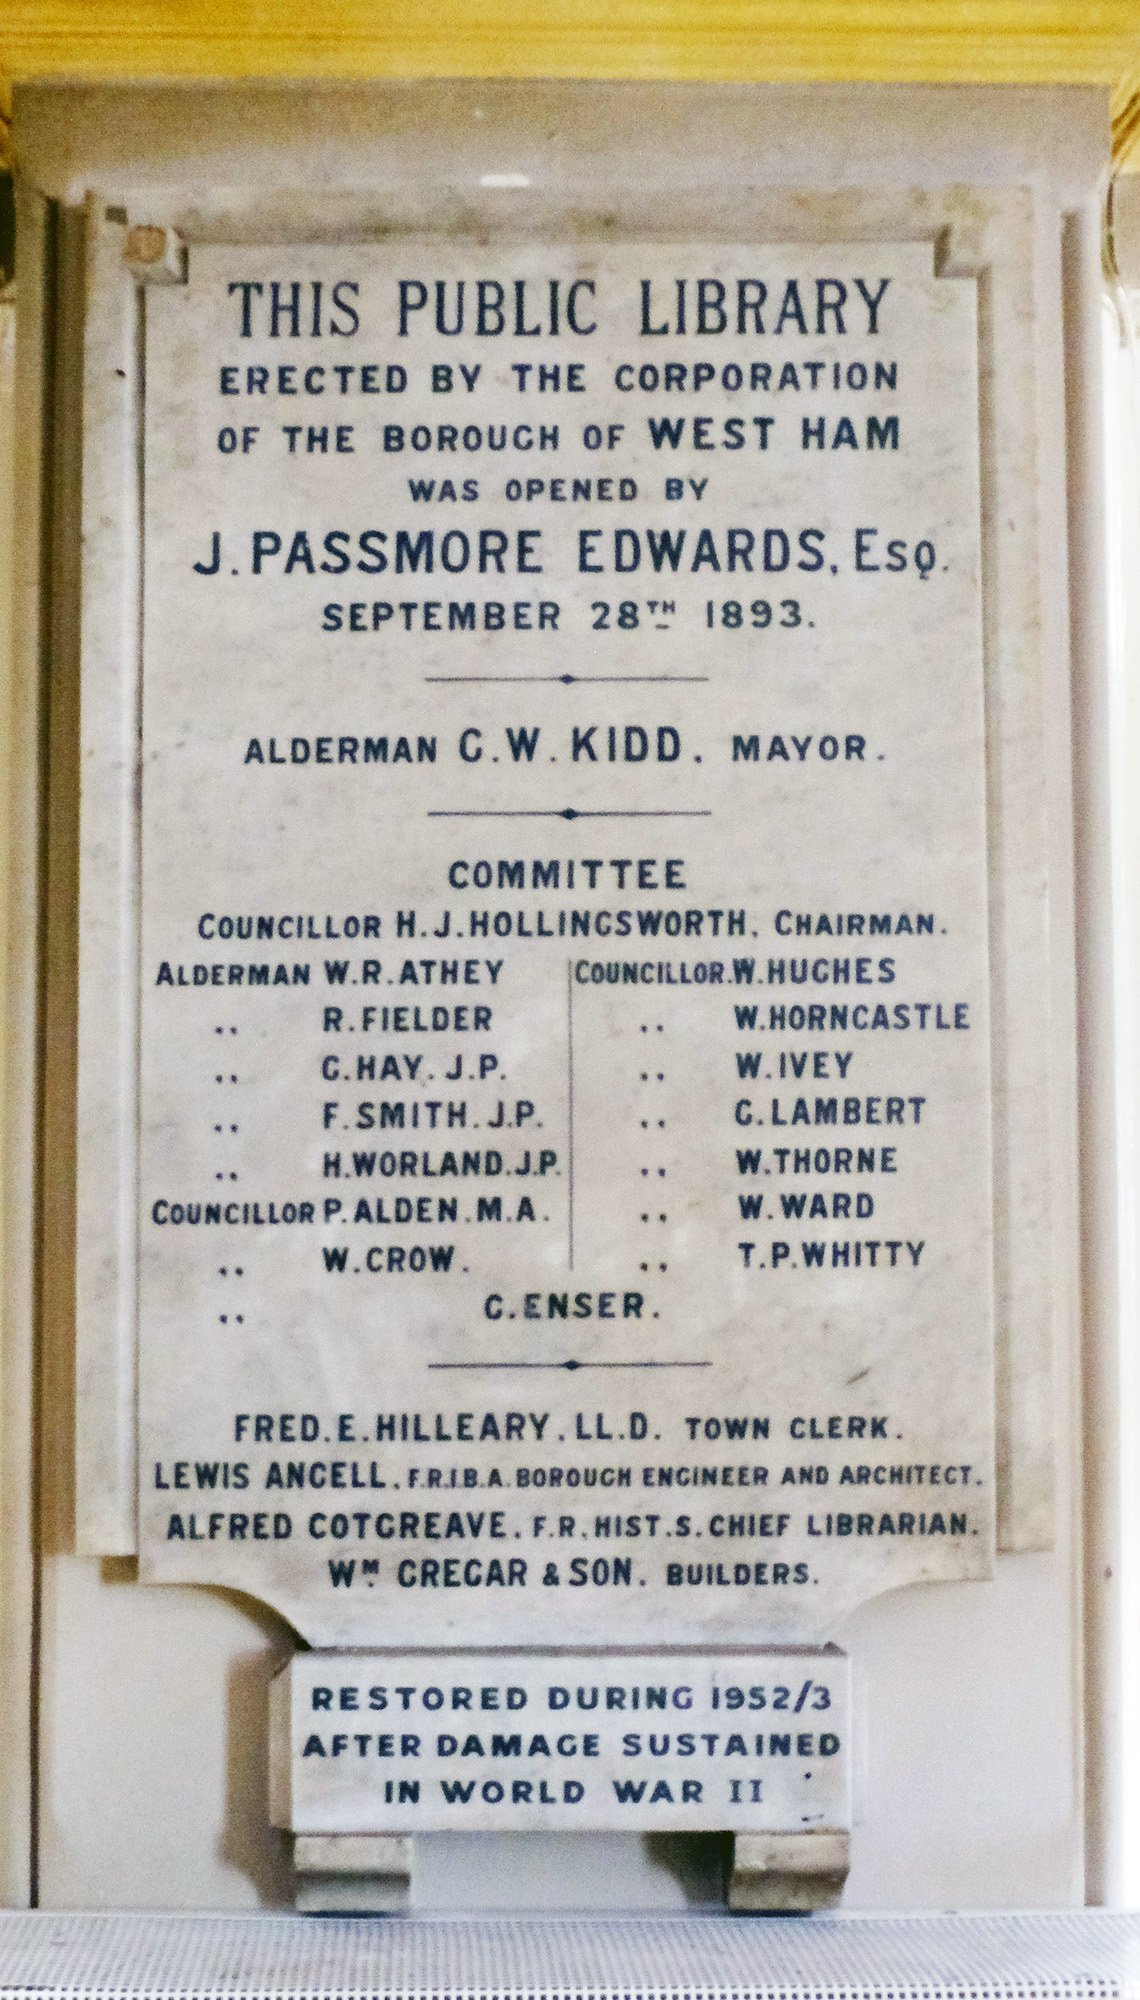 THIS PUBLIC LIBRARY
ERECTED BY THE CORPORATION
OF THE BOROUGH OF WEST HAM
WAS OPENED BY
J. PASSMORE EDWARDS, ESQ.
SEPTEMBER 28TH 1893.
ALDERMAN G.W. KIDD, MAYOR.
COMMITTEE
COUNCILLOR H.J. HOLLINGSWORTH, CHAIRMAN.
ALDERMAN W.R. ATHEY COUNCILLOR. W. HUGHES
.. R. FIELDER .. W. HORNCASTLE
.. G. HAY. J.P. .. W. IVEY
.. F. SMITH. J.P. .. G. LAMBERT
.. H. WORLAND. J.P. .. W. THORNE
COUNCILLOR P. ALDEN. M.A. .. W. WARD
.. W. CROW. .. T.P. WHITTY
.. G. ENSER.
FRED. E. HILLEARY, LL.D. TOWN CLERK.
LEWIS ANGELL, F.R.I.B.A. BOROUGH ENGINEER AND ARCHITECT.
ALFRED COTGREAVE, F.R. HIST. S. CHIEF LIBRARIAN.
WM. GREGAR & SON, BUILDERS.
RESTORED DURING 1952/3
AFTER DAMAGE SUSTAINED
IN WORLD WAR II